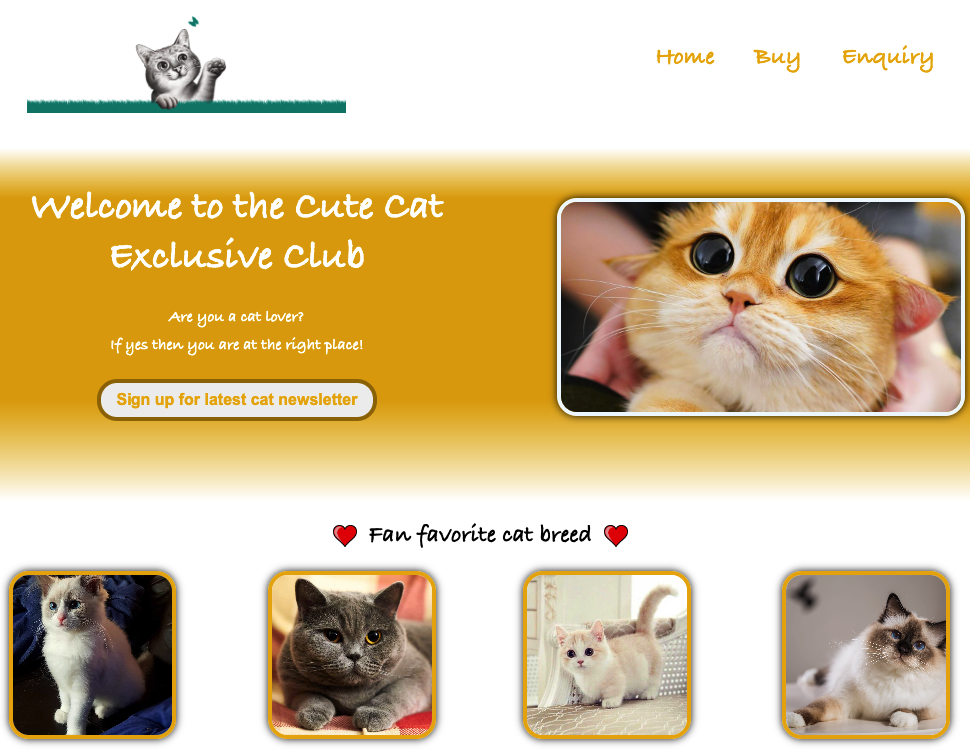 Home Buy Enquiry
Welcome to the Cute Cat
Exclusive Club
Are you a cat lover?
If yes then you are at the right place!
Sign up for latest cat newsletter
Fan favorite cat breed